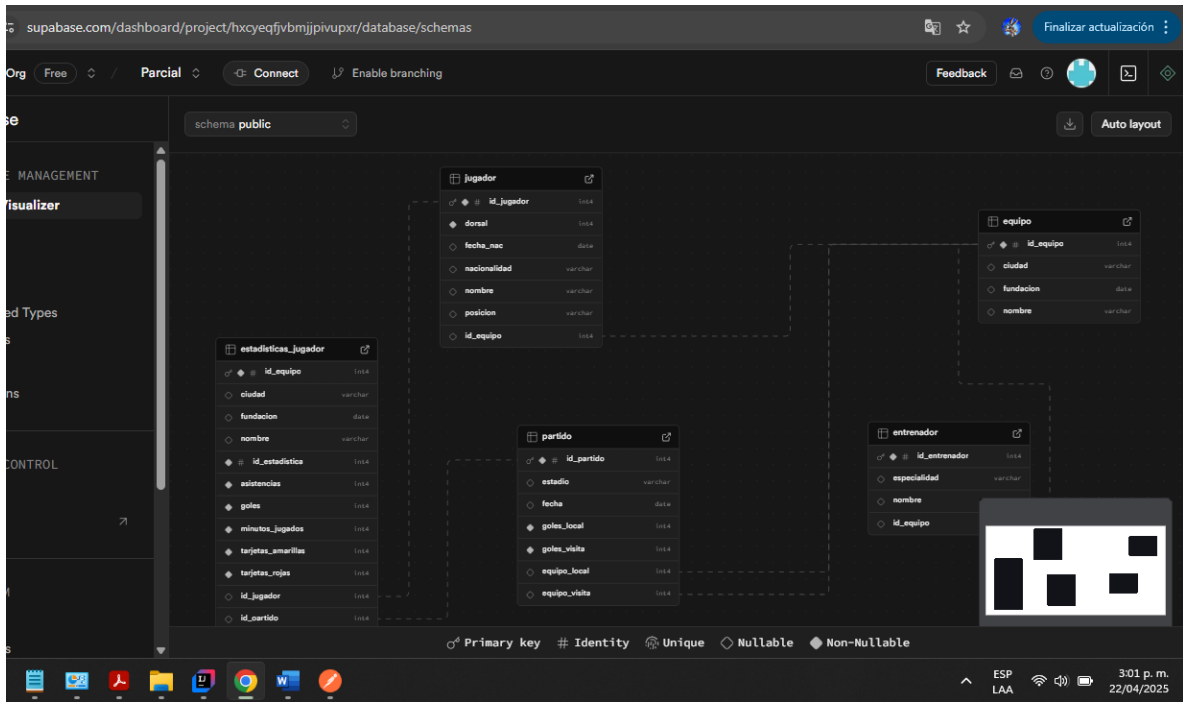 supabase.com/dashboard/project/hxcyeqfjvbmjjpivupxr/database/schemas
Finalizar actualización
Org Free / Parcial Connect Enable branching
Feedback
se
schema public
Auto layout
E MANAGEMENT
Visualizer
ed Types
s
ns
CONTROL
M
s
jugador
id_jugador int4
dorsal int4
fecha_nac date
nacionalidad varchar
nombre varchar
posicion varchar
id_equipo int4
equipo
id_equipo int4
ciudad varchar
fundacion date
nombre varchar
estadisticas_jugador
id_equipo int4
ciudad varchar
fundacion date
nombre varchar
id_estadistica int4
asistencias int4
goles int4
minutos_jugados int4
tarjetas_amarillas int4
tarjetas_rojas int4
id_jugador int4
id_partido int4
partido
id_partido int4
estadio varchar
fecha date
goles_local int4
goles_visita int4
equipo_local int4
equipo_visita int4
entrenador
id_entrenador int4
especialidad varchar
nombre
id_equipo
Primary key # Identity Unique Nullable Non-Nullable
ESP
LAA
3:01 p. m.
22/04/2025